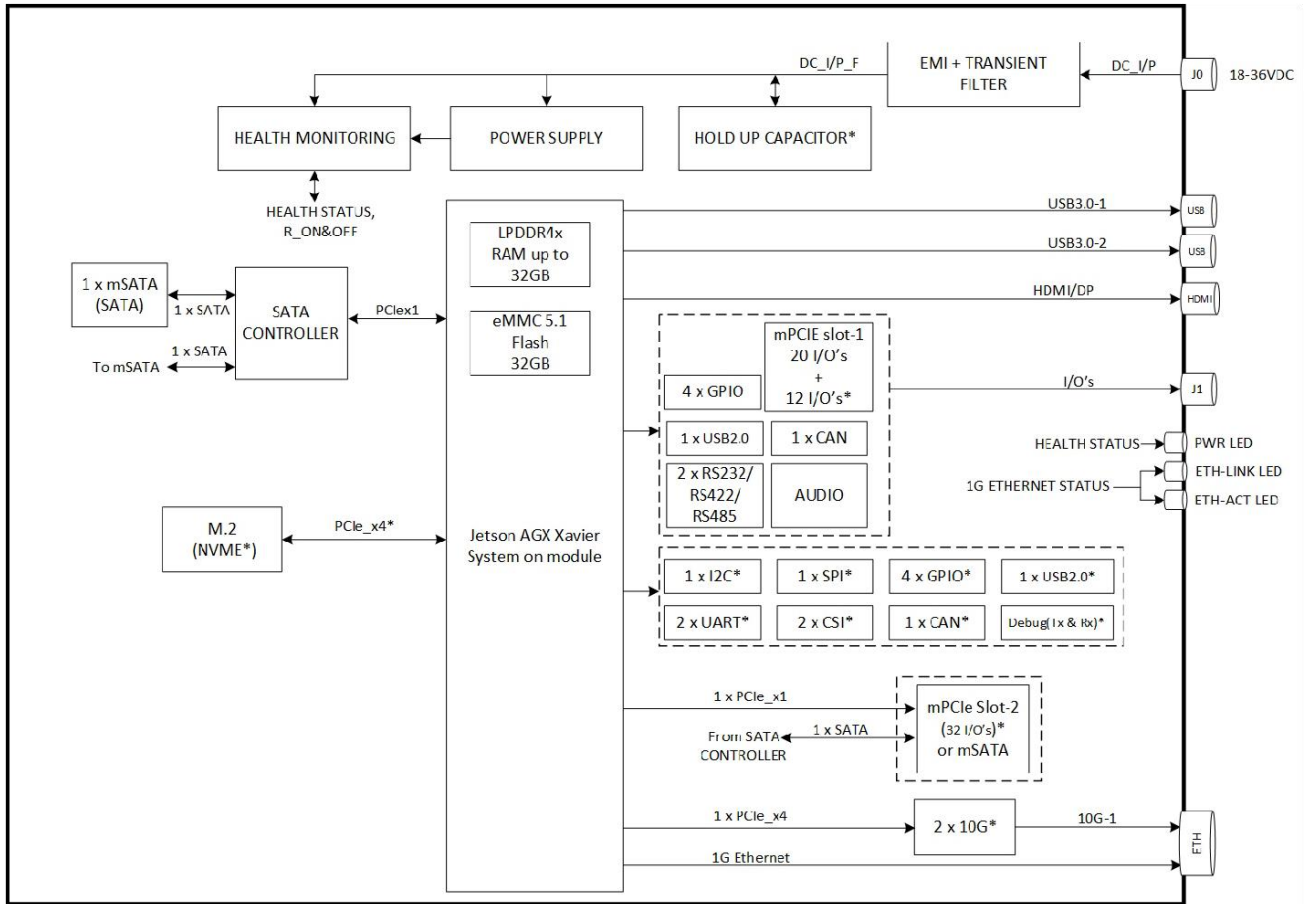 DC_I/P_F
EMI + TRANSIENT
FILTER
DC_I/P
J0
18-36VDC
HEALTH MONITORING
POWER SUPPLY
HOLD UP CAPACITOR*
HEALTH STATUS,
R_ON&OFF
LPDDR4x
RAM up to
32GB
eMMC 5.1
Flash
32GB
Jetson AGX Xavier
System on module
1 x mSATA
(SATA)
1 x SATA
SATA
CONTROLLER
PCIex1
1 x SATA
To mSATA
M.2
(NVME*)
PCIe_x4*
USB3.0-1
USB
USB3.0-2
USB
HDMI/DP
HDMI
mPCIE slot-1
20 I/O's
+
12 I/O's*
4 x GPIO
1 x USB2.0
1 x CAN
2 x RS232/
RS422/
RS485
AUDIO
I/O's
J1
HEALTH STATUS
PWR LED
1G ETHERNET STATUS
ETH-LINK LED
ETH-ACT LED
1 x I2C*
1 x SPI*
4 x GPIO*
1 x USB2.0*
2 x UART*
2 x CSI*
1 x CAN*
Debug(Tx & Rx)*
1 x PCIe_x1
From SATA
CONTROLLER
1 x SATA
mPCIe Slot-2
(32 I/O's)*
or mSATA
1 x PCIe_x4
2 x 10G*
10G-1
1G Ethernet
ETH